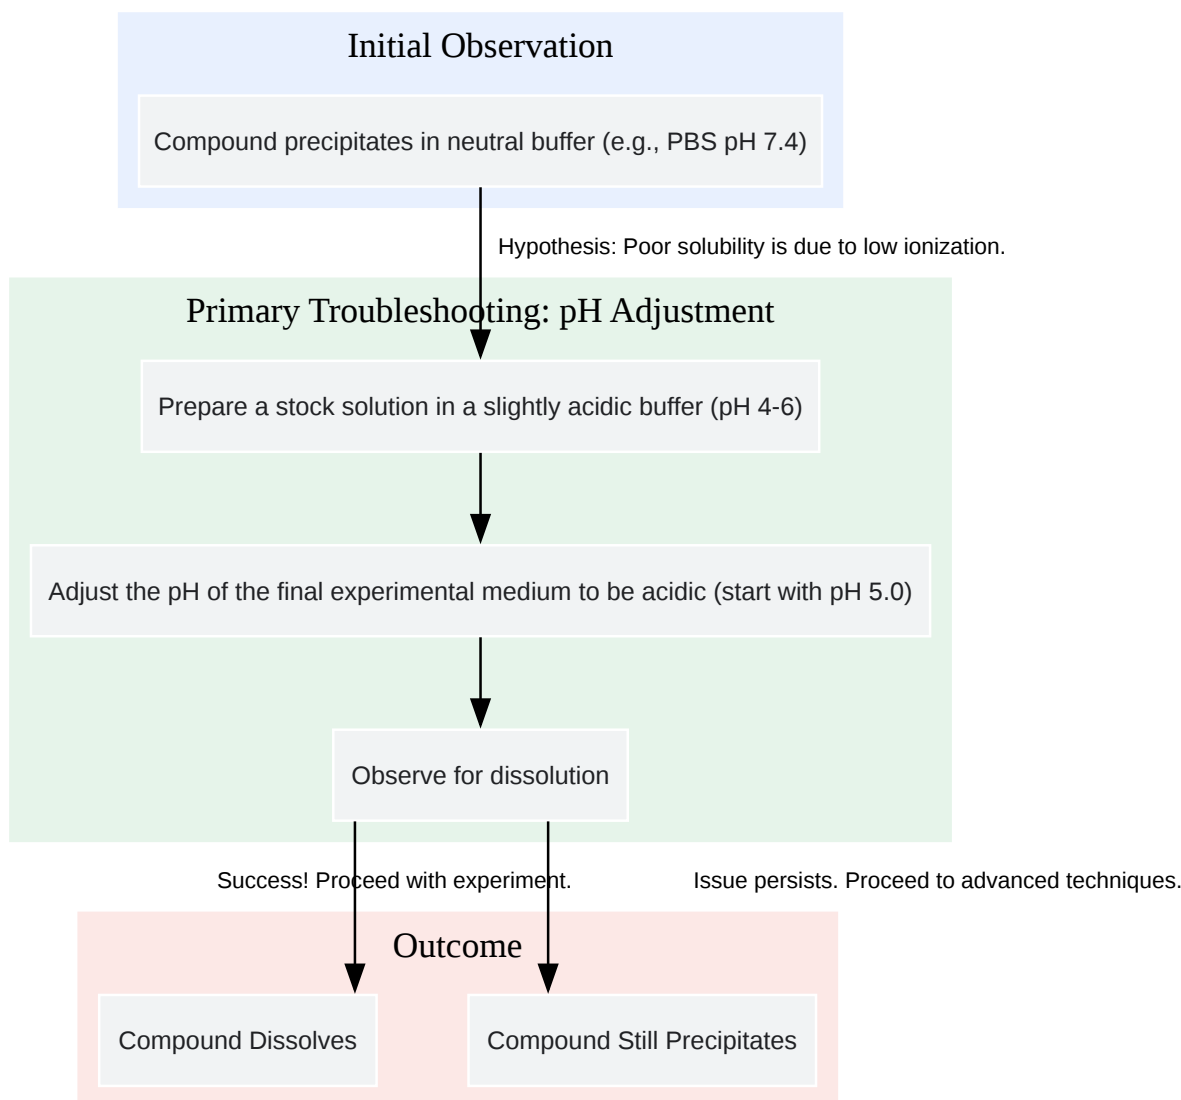 Initial Observation
Compound precipitates in neutral buffer (e.g., PBS pH 7.4)
Hypothesis: Poor solubility is due to low ionization.
Primary Troubleshooting: pH Adjustment
Prepare a stock solution in a slightly acidic buffer (pH 4-6)
Adjust the pH of the final experimental medium to be acidic (start with pH 5.0)
Observe for dissolution
Success! Proceed with experiment.
Issue persists. Proceed to advanced techniques.
Outcome
Compound Dissolves
Compound Still Precipitates